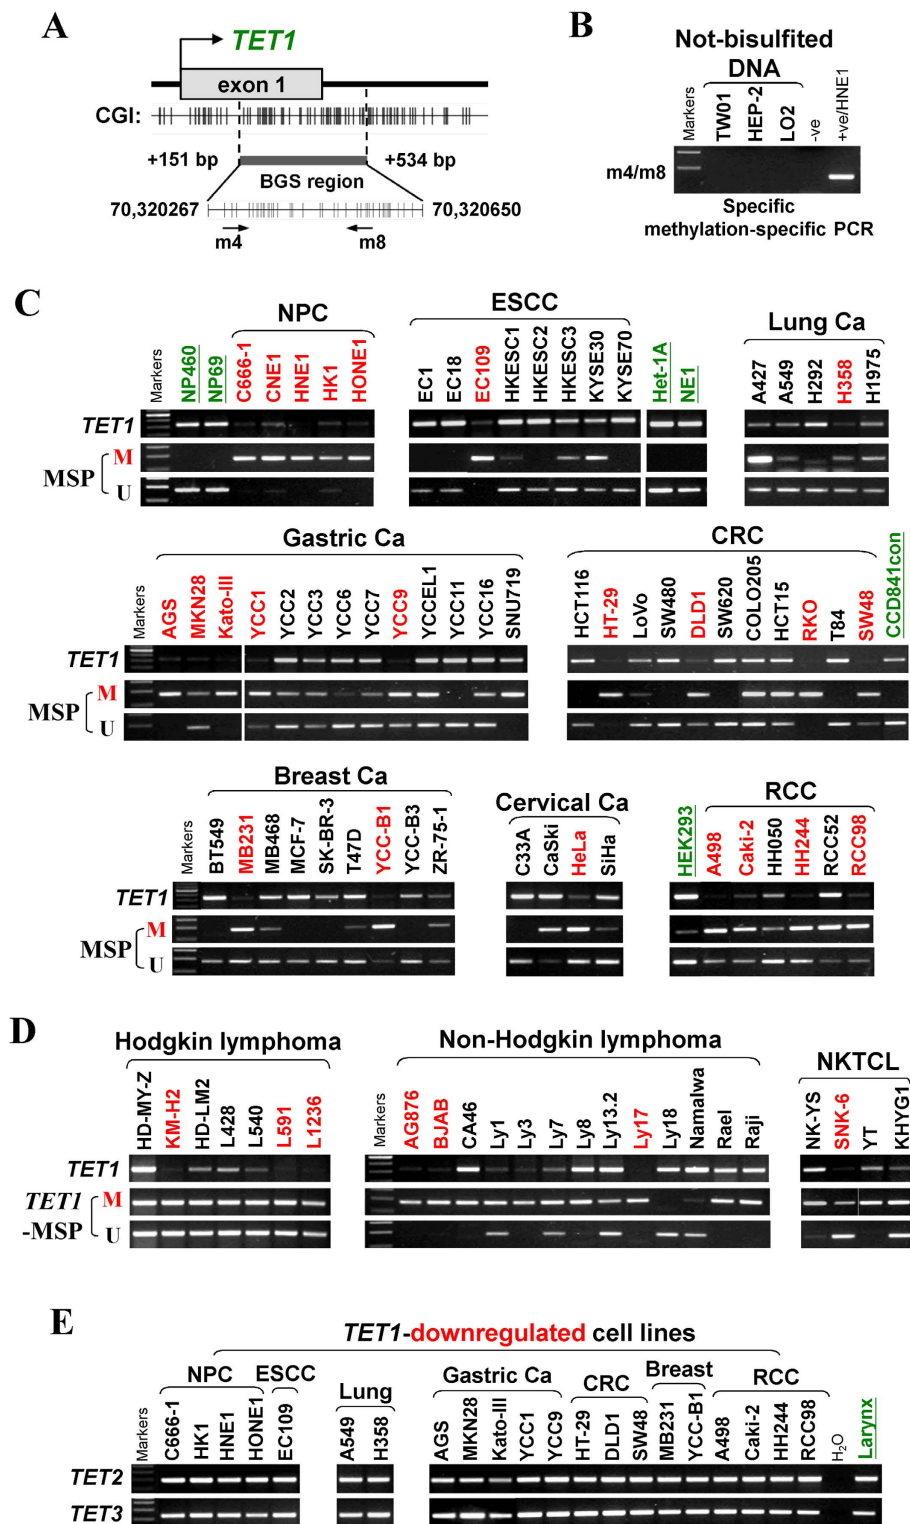 A
TET1
exon 1
CGI:
+151 bp
+534 bp
BGS region
70,320267
70,320650
m4
m8
B
Not-bisulfited
DNA
Markers
TW01
HEP-2
LO2
-ve
+ve/HNE1
m4/m8
Specific
methylation-specific PCR
C
NPC
ESCC
Lung Ca
Markers
NP460
NP69
C666-1
CNE1
HNE1
HK1
HONE1
EC1
EC18
EC109
HKESC1
HKESC2
HKESC3
KYSE30
KYSE70
Het-1A
NE1
A427
A549
H292
H358
H1975
TET1
MSP
M
U
Gastric Ca
CRC
Markers
AGS
MKN28
Kato-III
YCC1
YCC2
YCC3
YCC6
YCC7
YCC9
YCCEL1
YCC11
YCC16
SNU719
HCT116
HT-29
LoVo
SW480
DLD1
SW620
COLO205
HCT15
RKO
T84
SW48
CCD841con
TET1
MSP
M
U
Breast Ca
Cervical Ca
RCC
Markers
BT549
MB231
MB468
MCF-7
SK-BR-3
T47D
YCC-B1
YCC-B3
ZR-75-1
C33A
CaSki
HeLa
SiHa
HEK293
A498
Caki-2
HH050
HH244
RCC52
RCC98
TET1
MSP
M
U
D
Hodgkin lymphoma
Non-Hodgkin lymphoma
NKTCL
HD-MY-Z
KM-H2
HD-LM2
L428
L540
L591
L1236
Markers
AG876
BJAB
CA46
Ly1
Ly3
Ly7
Ly8
Ly13.2
Ly17
Ly18
Namalwa
Rael
Raji
NK-YS
SNK-6
YT
KHYG1
TET1
TET1
-MSP
M
U
E
TET1-downregulated cell lines
NPC
ESCC
Lung
Gastric Ca
CRC
Breast
RCC
Markers
C666-1
HK1
HNE1
HONE1
EC109
A549
H358
AGS
MKN28
Kato-III
YCC1
YCC9
HT-29
DLD1
SW48
MB231
YCC-B1
A498
Caki-2
HH244
RCC98
H2O
Larynx
TET2
TET3